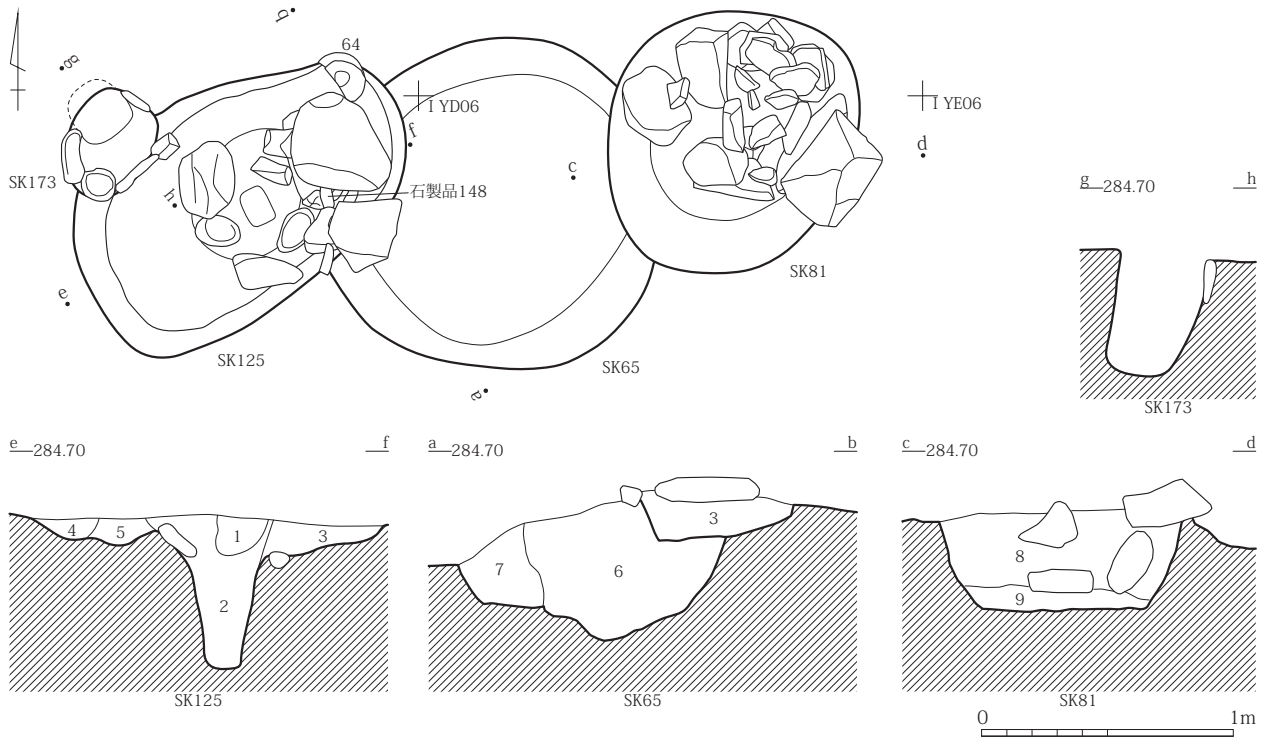 b
64
g
I YD06
I YE06
f
d
c
SK173
石製品148
h
g 284.70 h
SK81
e
SK125
SK65
a
SK173
e 284.70 f
a 284.70 b
c 284.70 d
4 5 1 3
2
SK125
3
7 6
SK65
8
9
SK81
0 1m